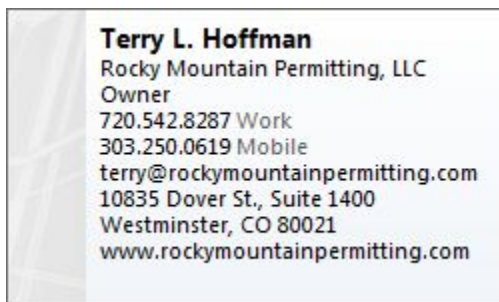 Terry L. Hoffman
Rocky Mountain Permitting, LLC
Owner
720.542.8287 Work
303.250.0619 Mobile
terry@rockymountainpermitting.com
10835 Dover St., Suite 1400
Westminster, CO 80021
www.rockymountainpermitting.com